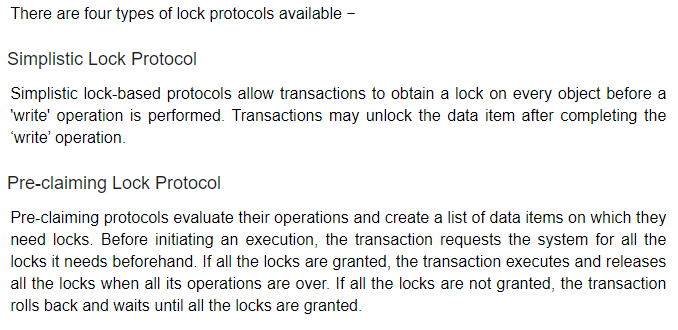 There are four types of lock protocols available −
Simplistic Lock Protocol
Simplistic lock-based protocols allow transactions to obtain a lock on every object before a
'write' operation is performed. Transactions may unlock the data item after completing the
‘write’ operation.
Pre-claiming Lock Protocol
Pre-claiming protocols evaluate their operations and create a list of data items on which they
need locks. Before initiating an execution, the transaction requests the system for all the
locks it needs beforehand. If all the locks are granted, the transaction executes and releases
all the locks when all its operations are over. If all the locks are not granted, the transaction
rolls back and waits until all the locks are granted.